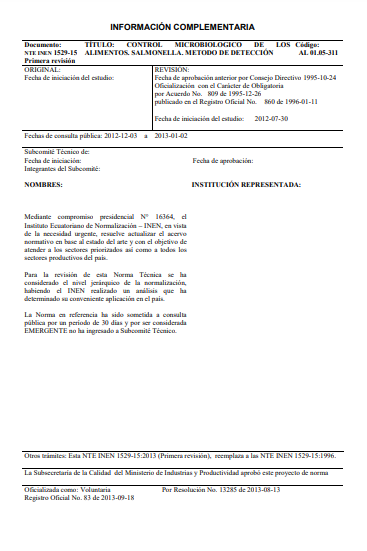 INFORMACIÓN COMPLEMENTARIA
Documento: TÍTULO: CONTROL MICROBIOLOGICO DE LOS Código:
NTE INEN 1529-15 ALIMENTOS. SALMONELLA. METODO DE DETECCIÓN AL 01.05-311
Primera revisión
ORIGINAL: REVISIÓN:
Fecha de iniciación del estudio: Fecha de aprobación anterior por Consejo Directivo 1995-10-24
Oficialización con el Carácter de Obligatoria
por Acuerdo No. 809 de 1995-12-26
publicado en el Registro Oficial No. 860 de 1996-01-11
Fecha de iniciación del estudio: 2012-07-30
Fechas de consulta pública: 2012-12-03 a 2013-01-02
Subcomité Técnico de:
Fecha de iniciación: Fecha de aprobación:
Integrantes del Subcomité:
NOMBRES: INSTITUCIÓN REPRESENTADA:
Mediante compromiso presidencial N° 16364, el
Instituto Ecuatoriano de Normalización – INEN, en vista
de la necesidad urgente, resuelve actualizar el acervo
normativo en base al estado del arte y con el objetivo de
atender a los sectores priorizados así como a todos los
sectores productivos del país.
Para la revisión de esta Norma Técnica se ha
considerado el nivel jerárquico de la normalización,
habiendo el INEN realizado un análisis que ha
determinado su conveniente aplicación en el país.
La Norma en referencia ha sido sometida a consulta
pública por un período de 30 días y por ser considerada
EMERGENTE no ha ingresado a Subcomité Técnico.
Otros trámites: Esta NTE INEN 1529-15:2013 (Primera revisión), reemplaza a las NTE INEN 1529-15:1996.
La Subsecretaría de la Calidad del Ministerio de Industrias y Productividad aprobó este proyecto de norma
Oficializada como: Voluntaria Por Resolución No. 13285 de 2013-08-13
Registro Oficial No. 83 de 2013-09-18